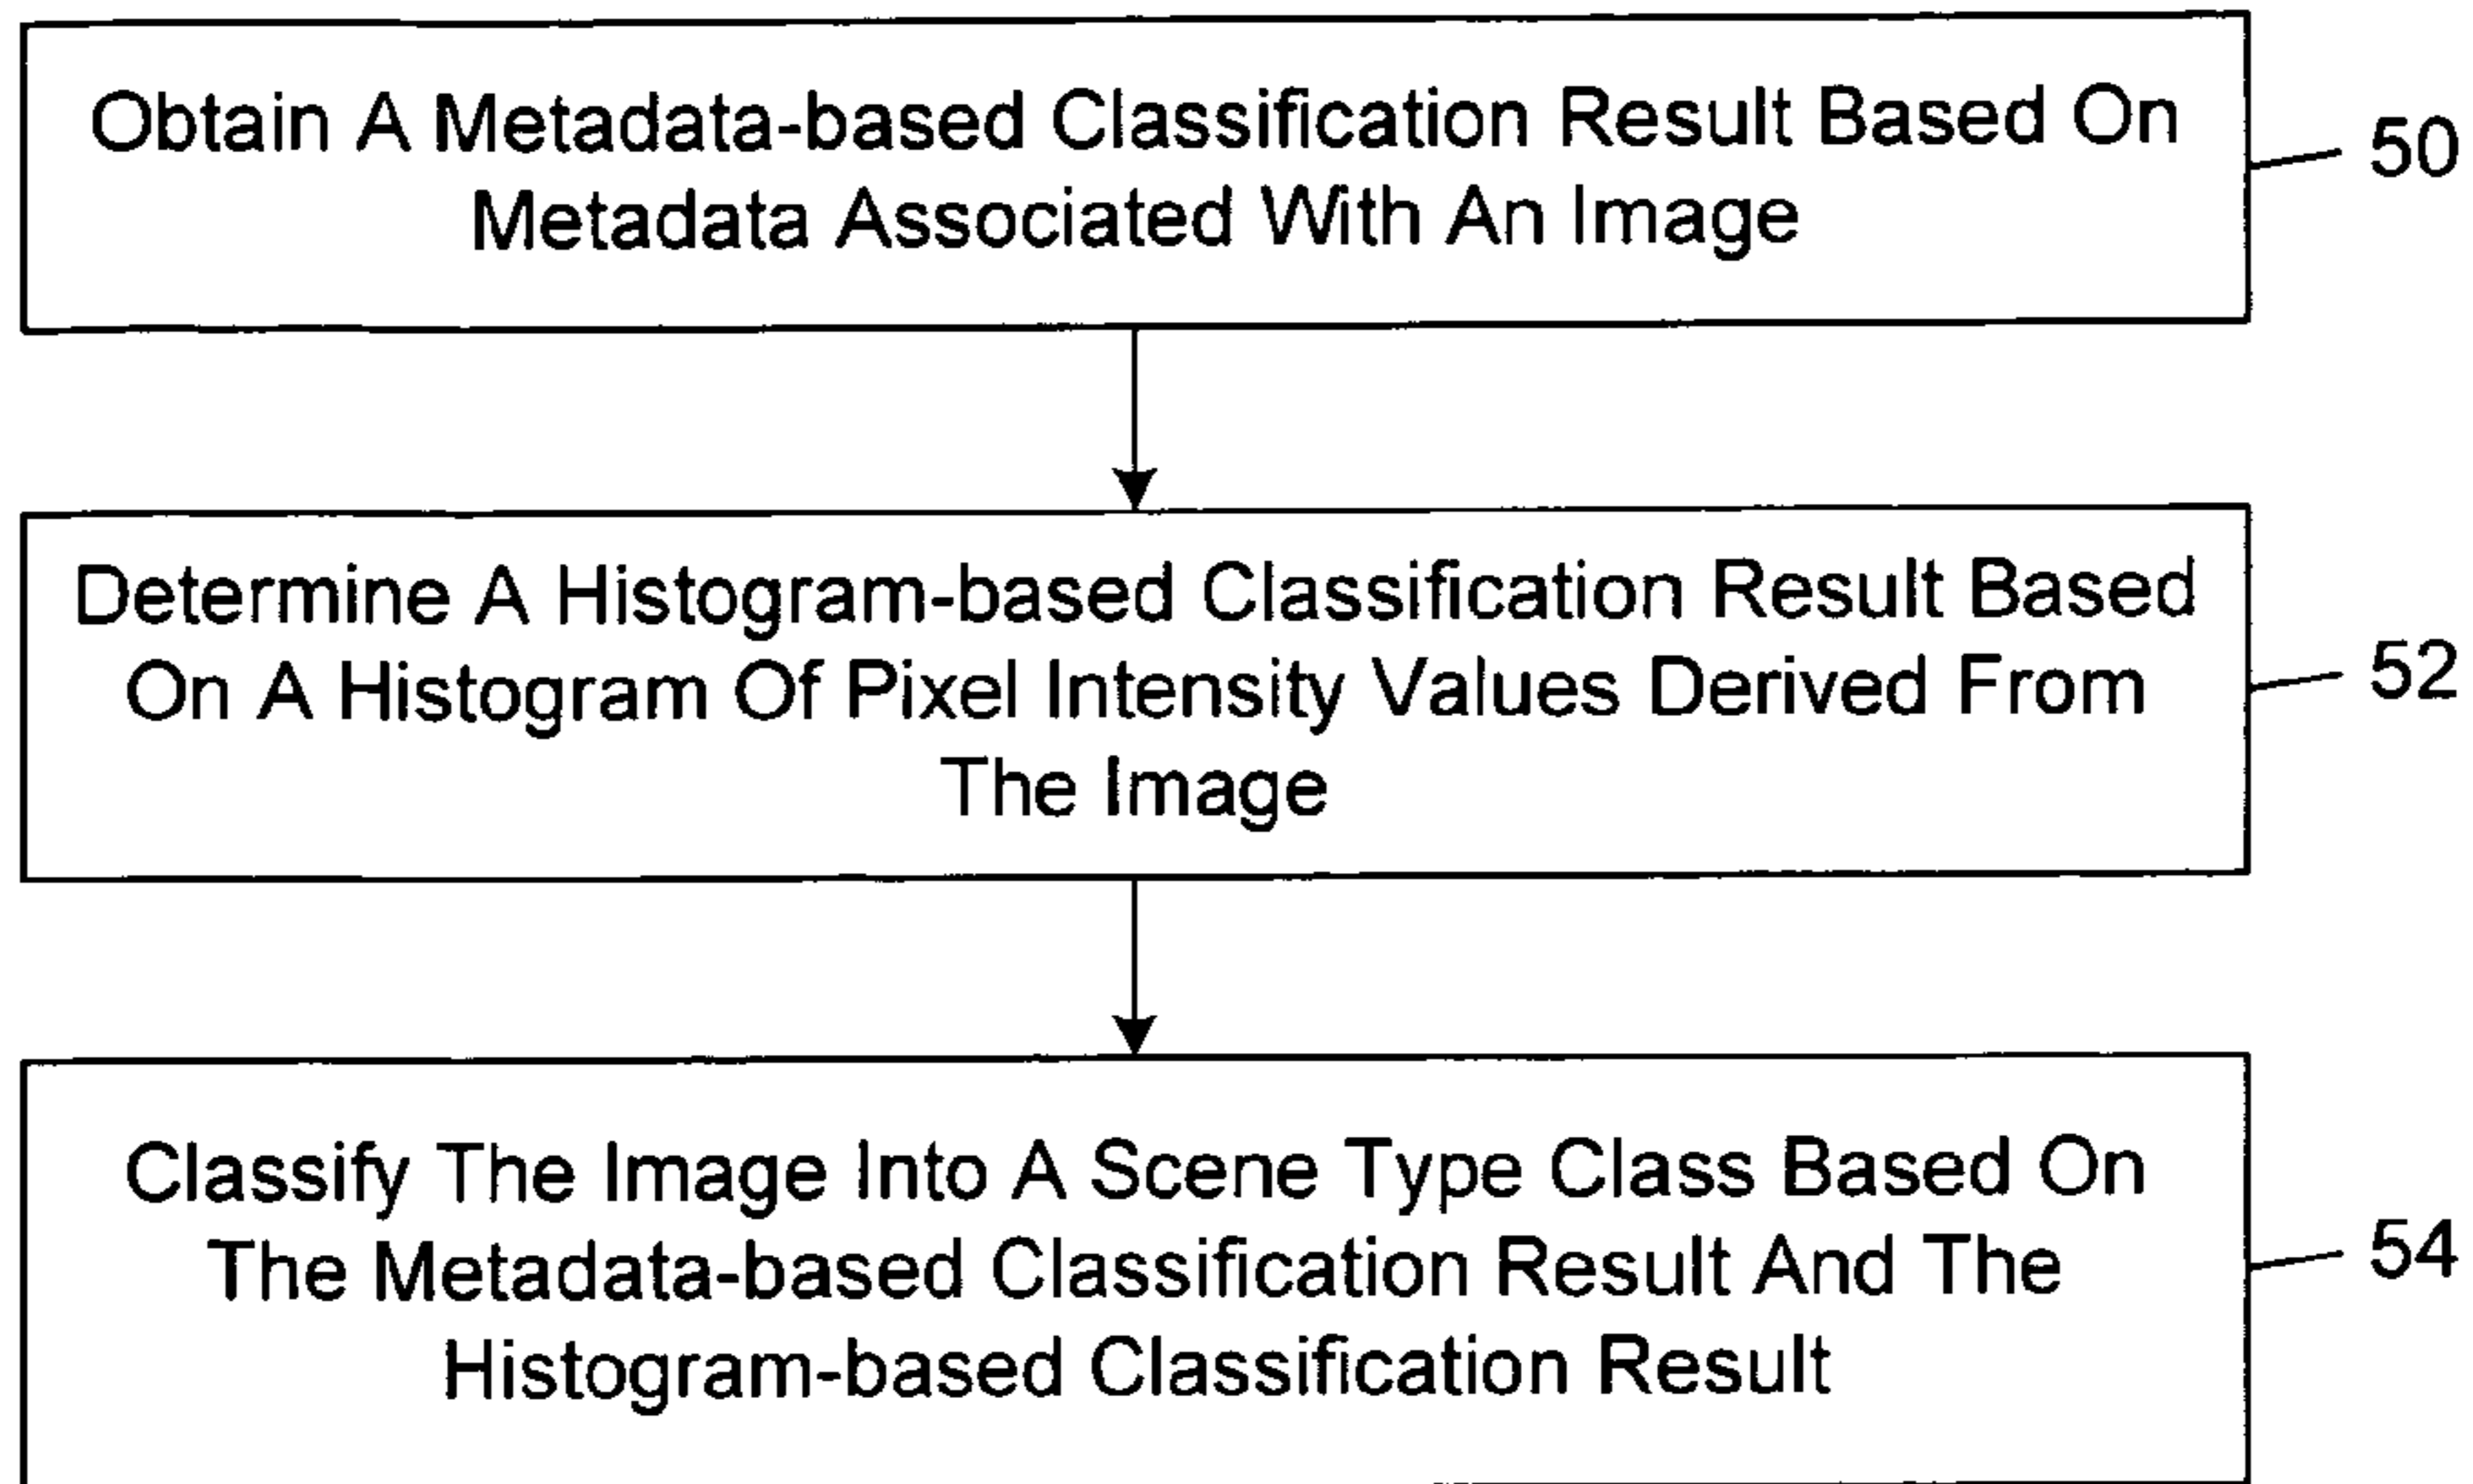 Obtain A Metadata-based Classification Result Based On
Metadata Associated With An Image
50
Determine A Histogram-based Classification Result Based
On A Histogram Of Pixel Intensity Values Derived From
The Image
52
Classify The Image Into A Scene Type Class Based On
The Metadata-based Classification Result And The
Histogram-based Classification Result
54